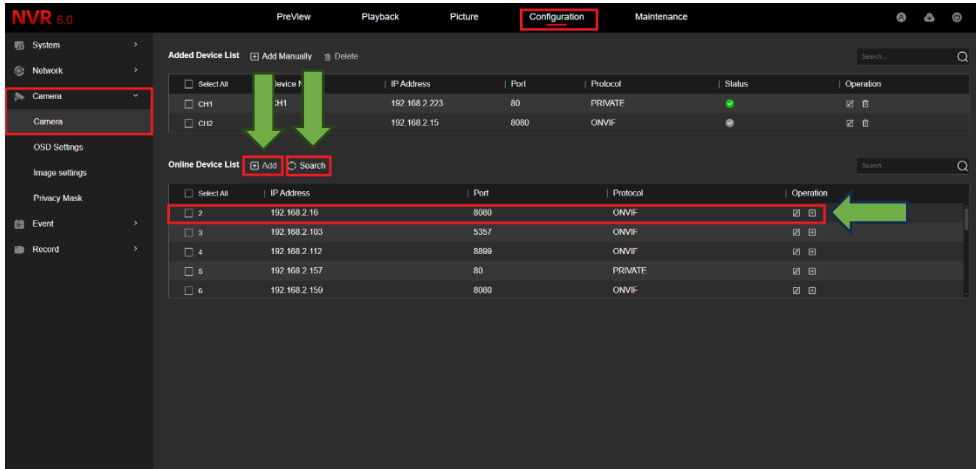 NVR 6.0 PreView Playback Picture Configuration Maintenance
System
Network
Camera
Camera
OSD Settings
Image settings
Privacy Mask
Event
Record
Added Device List Add Manually Delete Search...
Select All Device N IP Address Port Protocol Status Operation
CH1 CH1 192.168.2.223 80 PRIVATE
CH2 192.168.2.15 8080 ONVIF
Online Device List Add Search Search...
Select All IP Address Port Protocol Operation
2 192.168.2.16 8080 ONVIF
3 192.168.2.103 5357 ONVIF
4 192.168.2.112 8899 ONVIF
5 192.168.2.157 80 PRIVATE
6 192.168.2.159 8080 ONVIF